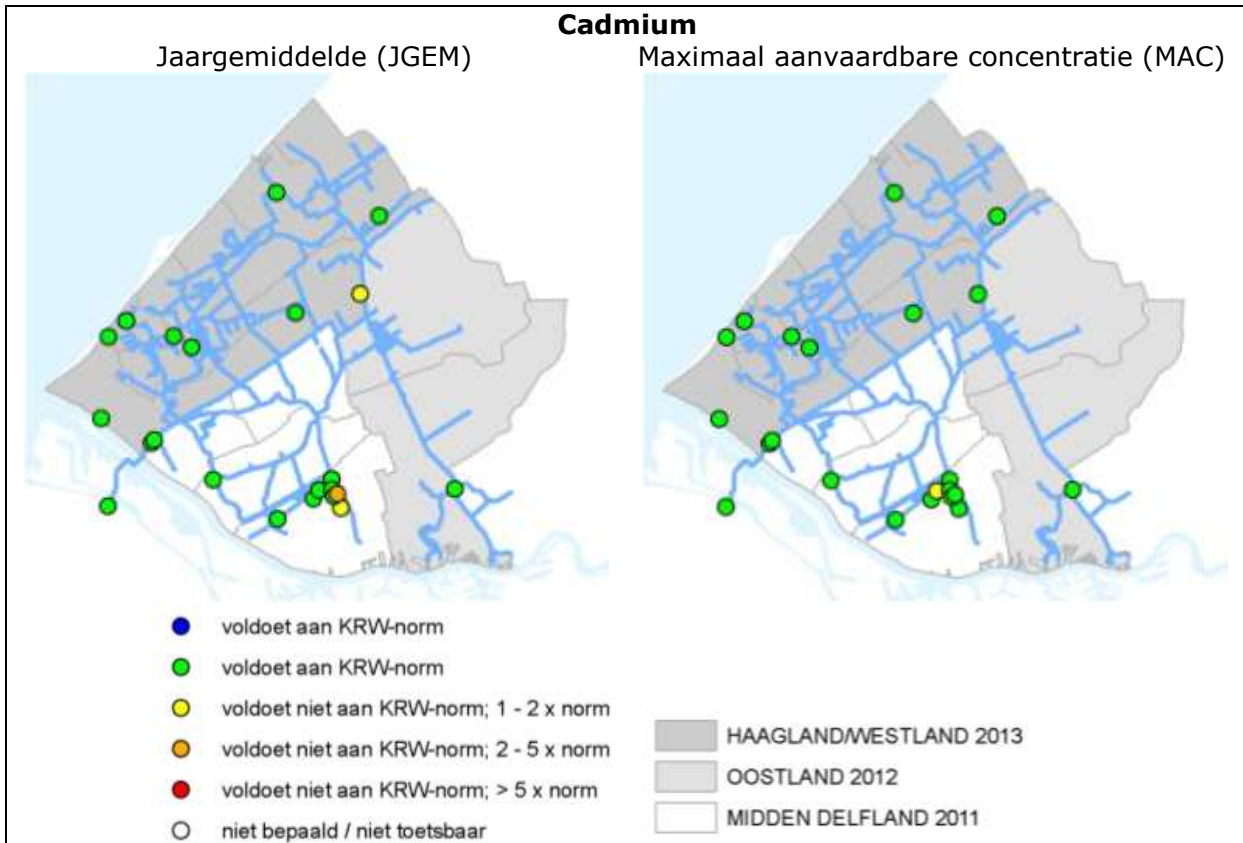 Cadmium
Jaargemiddelde (JGEM)
Maximaal aanvaardbare concentratie (MAC)
voldoet aan KRW-norm
voldoet aan KRW-norm
voldoet niet aan KRW-norm; 1 - 2 x norm
voldoet niet aan KRW-norm; 2 - 5 x norm
voldoet niet aan KRW-norm; > 5 x norm
niet bepaald / niet toetsbaar
HAAGLAND/WESTLAND 2013
OOSTLAND 2012
MIDDEN DELFLAND 2011